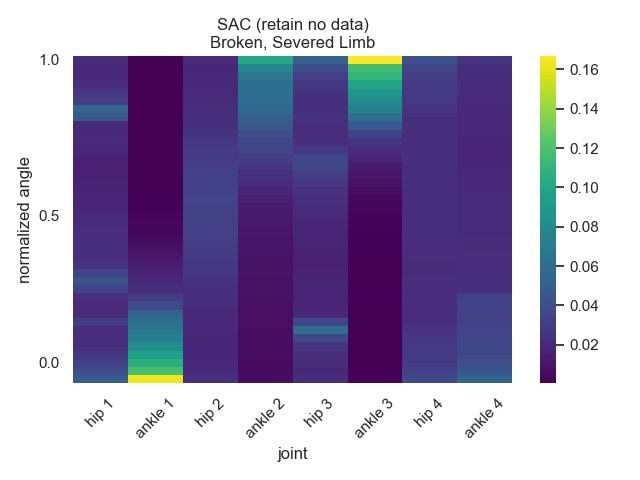 SAC (retain no data)
Broken, Severed Limb
normalized angle
1.0
0.5
0.0
hip 1
ankle 1
hip 2
ankle 2
hip 3
ankle 3
hip 4
ankle 4
joint
0.16
0.14
0.12
0.10
0.08
0.06
0.04
0.02